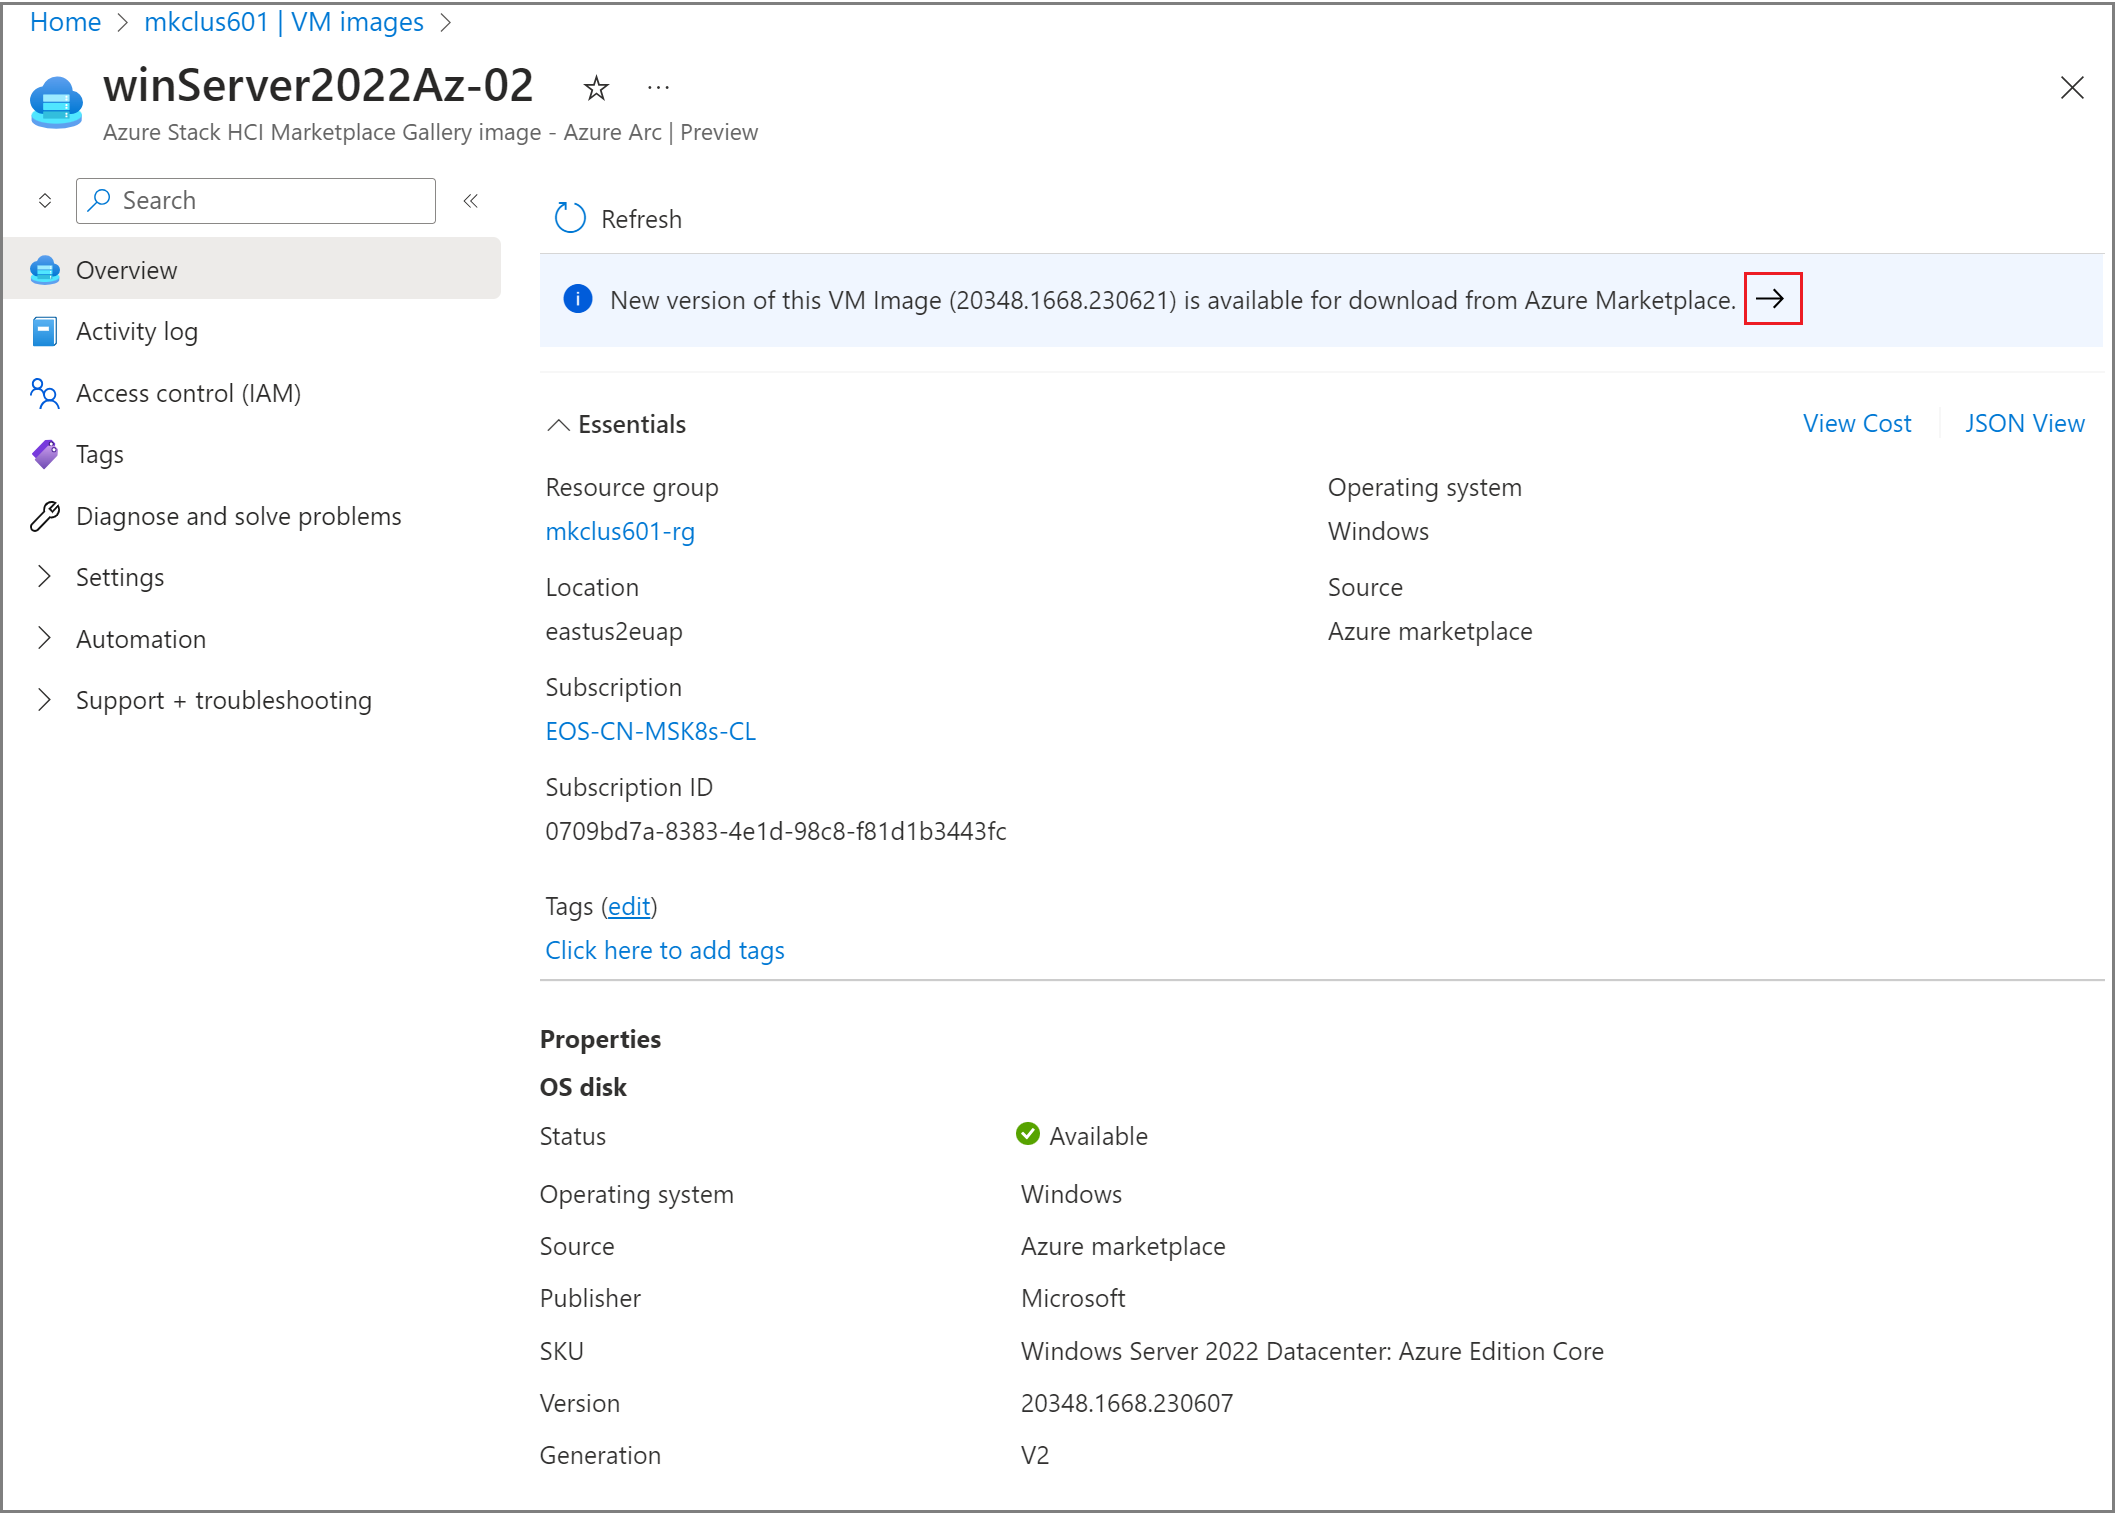 Home > mkclus601 | VM images >
winServer2022Az-02
Azure Stack HCI Marketplace Gallery image - Azure Arc | Preview
Search
Overview
Activity log
Access control (IAM)
Tags
Diagnose and solve problems
Settings
Automation
Support + troubleshooting
Refresh
New version of this VM Image (20348.1668.230621) is available for download from Azure Marketplace.
Essentials
View Cost
JSON View
Resource group
mkclus601-rg
Location
eastus2euap
Subscription
EOS-CN-MSK8s-CL
Subscription ID
0709bd7a-8383-4e1d-98c8-f81d1b3443fc
Operating system
Windows
Source
Azure marketplace
Tags (edit)
Click here to add tags
Properties
OS disk
Status Available
Operating system Windows
Source Azure marketplace
Publisher Microsoft
SKU Windows Server 2022 Datacenter: Azure Edition Core
Version 20348.1668.230607
Generation V2